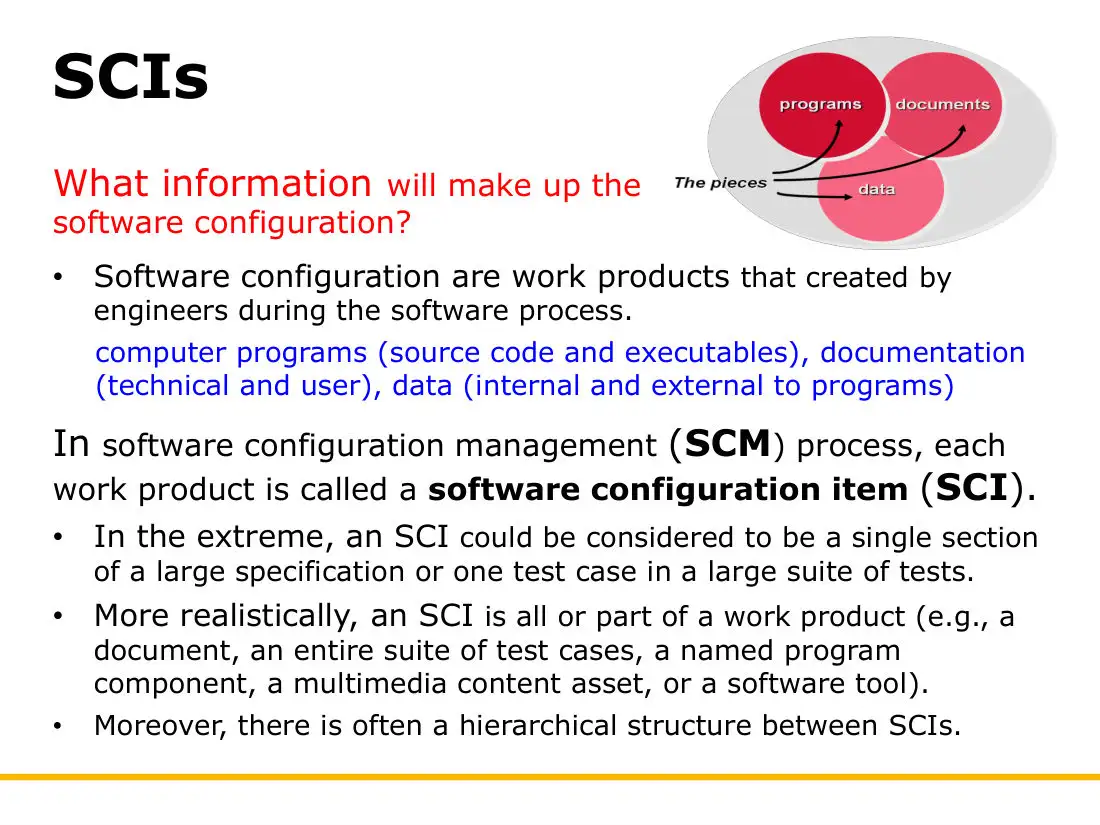 SCIs
programs
documents
The pieces
data
What information will make up the
software configuration?
• Software configuration are work products that created by
engineers during the software process.
computer programs (source code and executables), documentation
(technical and user), data (internal and external to programs)
In software configuration management (SCM) process, each
work product is called a software configuration item (SCI).
• In the extreme, an SCI could be considered to be a single section
of a large specification or one test case in a large suite of tests.
• More realistically, an SCI is all or part of a work product (e.g., a
document, an entire suite of test cases, a named program
component, a multimedia content asset, or a software tool).
• Moreover, there is often a hierarchical structure between SCIs.